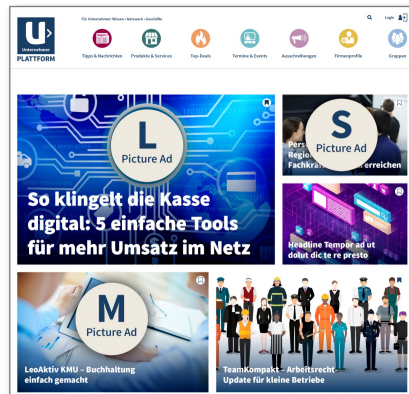 Für Unternehmer: Wissen • Netzwerk • Geschäfte
Login
U
Unternehmer
PLATTFORM
Tipps & Nachrichten
Produkte & Services
Top-Deals
Termine & Events
Ausschreibungen
Firmenprofile
Gruppen
L
Picture Ad
So klingelt die Kasse
digital: 5 einfache Tools
für mehr Umsatz im Netz
S
Picture Ad
Pers
Regio
Fachkrä erreichen
Headline Tempor ad ut
dolut dic te re presto
M
Picture Ad
LeoAktiv KMU – Buchhaltung
einfach gemacht
TeamKompakt – Arbeitsrecht
Update für kleine Betriebe